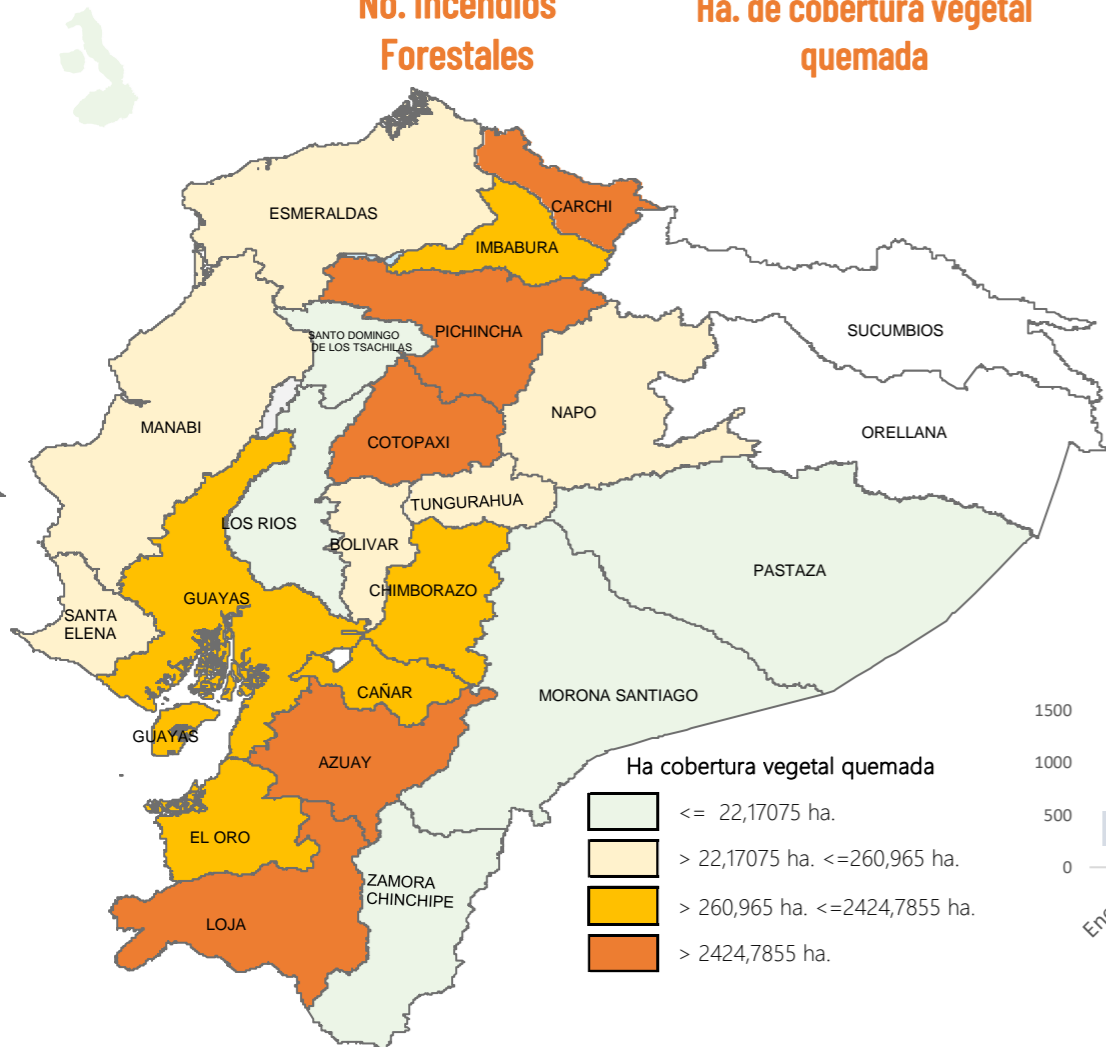 No. Incendios
Forestales
Ha. de cobertura vegetal
quemada
ESMERALDAS
CARCHI
IMBABURA
SUCUMBIOS
PICHINCHA
SANTO DOMINGO
DE LOS TSACHILAS
NAPO
MANABI
ORELLANA
COTOPAXI
TUNGURAHUA
LOS RIOS
BOLIVAR
PASTAZA
CHIMBORAZO
GUAYAS
SANTA
ELENA
CAÑAR
MORONA SANTIAGO
GUAYAS
AZUAY
EL ORO
ZAMORA
CHINCHIPE
LOJA
Ha cobertura vegetal quemada
<= 22,17075 ha.
> 22,17075 ha. <=260,965 ha.
> 260,965 ha. <=2424,7855 ha.
> 2424,7855 ha.
1500
1000
500
0